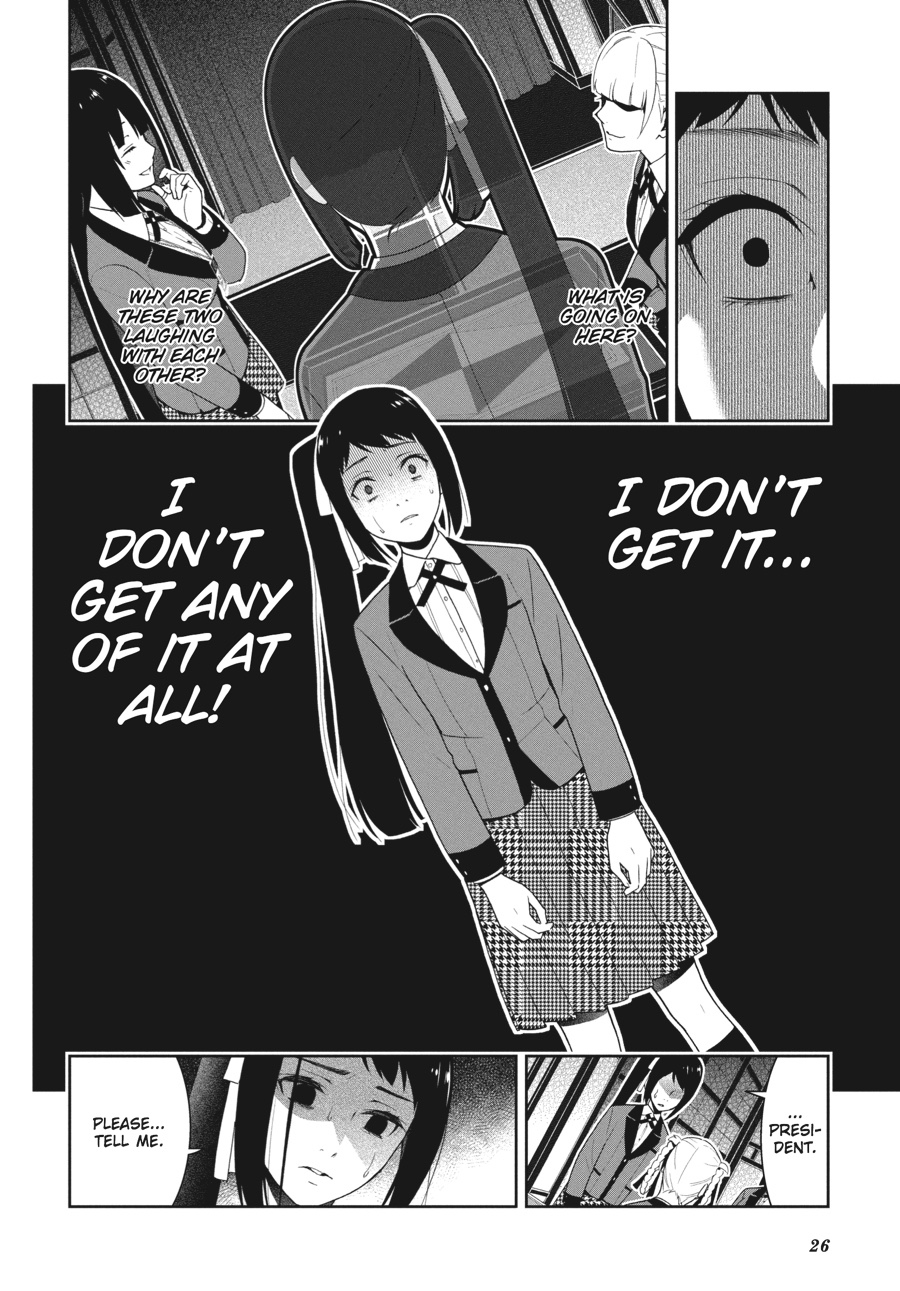 WHAT IS
GOING ON
HERE?
WHY ARE
THESE TWO
LAUGHING
WITH EACH
OTHER?
I DON'T
GET IT...
I
DON'T
GET ANY
OF IT AT
ALL!
...
PRESI-
DENT.
PLEASE...
TELL ME.
26